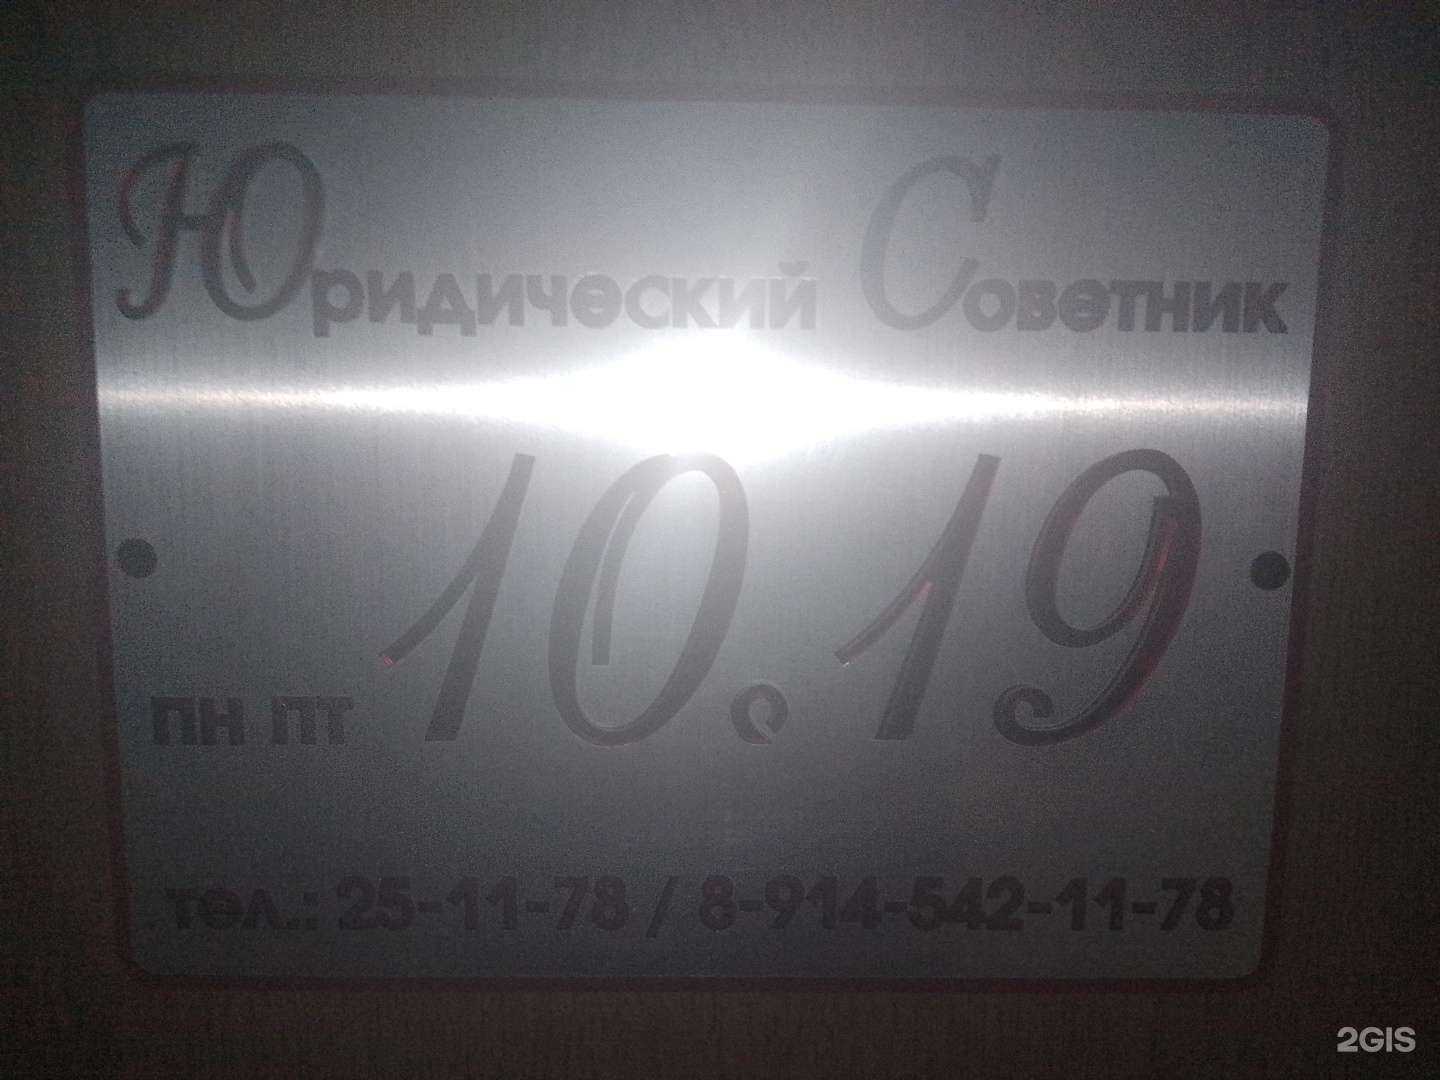 Юридический Советник
пн пт 10.19
тел.: 25-11-78 / 8-914-542-11-78
2GIS